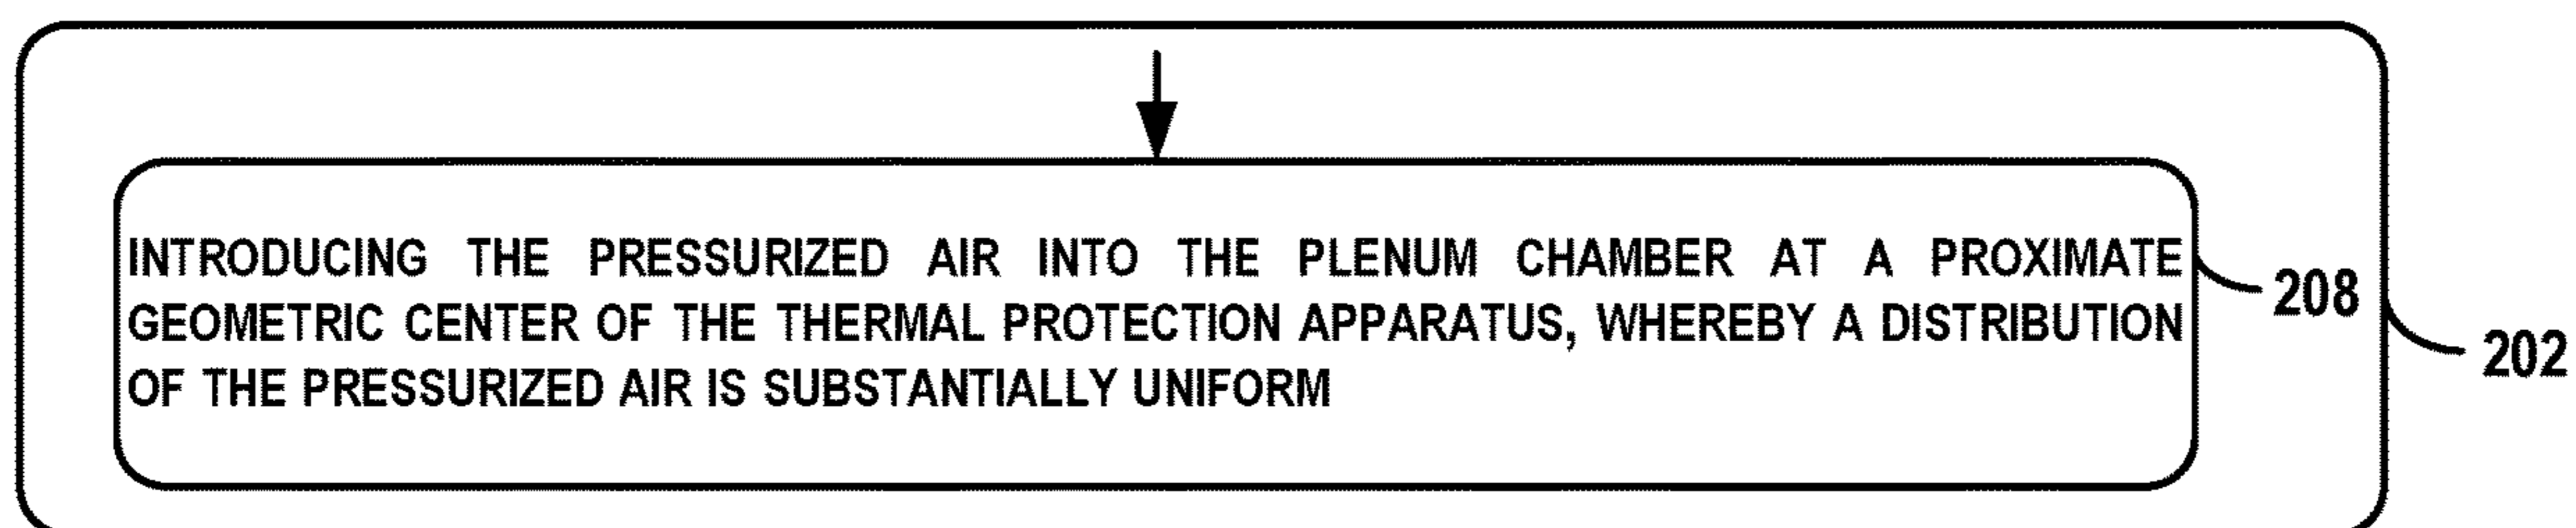 INTRODUCING THE PRESSURIZED AIR INTO THE PLENUM CHAMBER AT A PROXIMATE
GEOMETRIC CENTER OF THE THERMAL PROTECTION APPARATUS, WHEREBY A DISTRIBUTION
OF THE PRESSURIZED AIR IS SUBSTANTIALLY UNIFORM
208
202